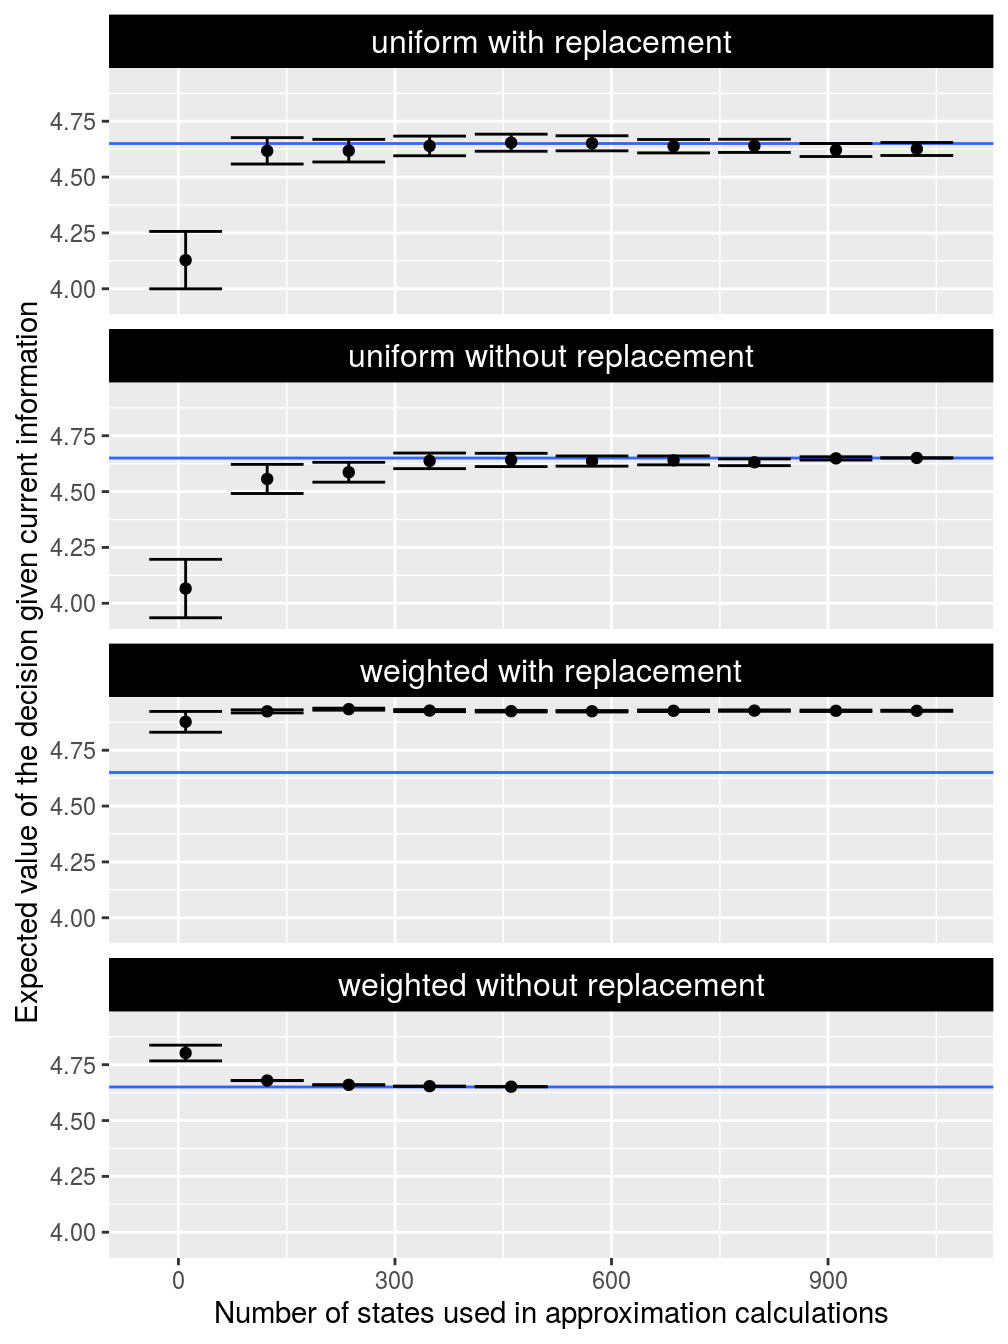 uniform with replacement
4.75
4.50
4.25
4.00
uniform without replacement
4.75
4.50
4.25
4.00
weighted with replacement
4.75
4.50
4.25
4.00
weighted without replacement
4.75
4.50
4.25
4.00
0 300 600 900
Number of states used in approximation calculations
Expected value of the decision given current information